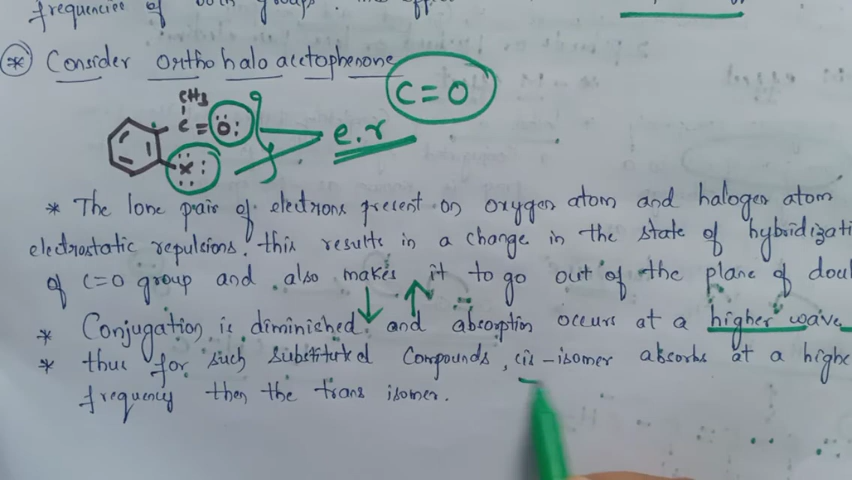 frequencies of both groups. The
* Consider Ortho halo acetophenone
C=O
CH3
C=O:
e.r
X:
* The lone pair of electrons present on oxygen atom and halogen atom
electrostatic repulsions. this results in a change in the state of
of C=O group and also makes it to go out of the plane of
* Conjugation is diminished and absorption occurs at a higher wave
* thus for such substituted Compounds, cis-isomer absorbs at a highe
frequency then the trans isomer.